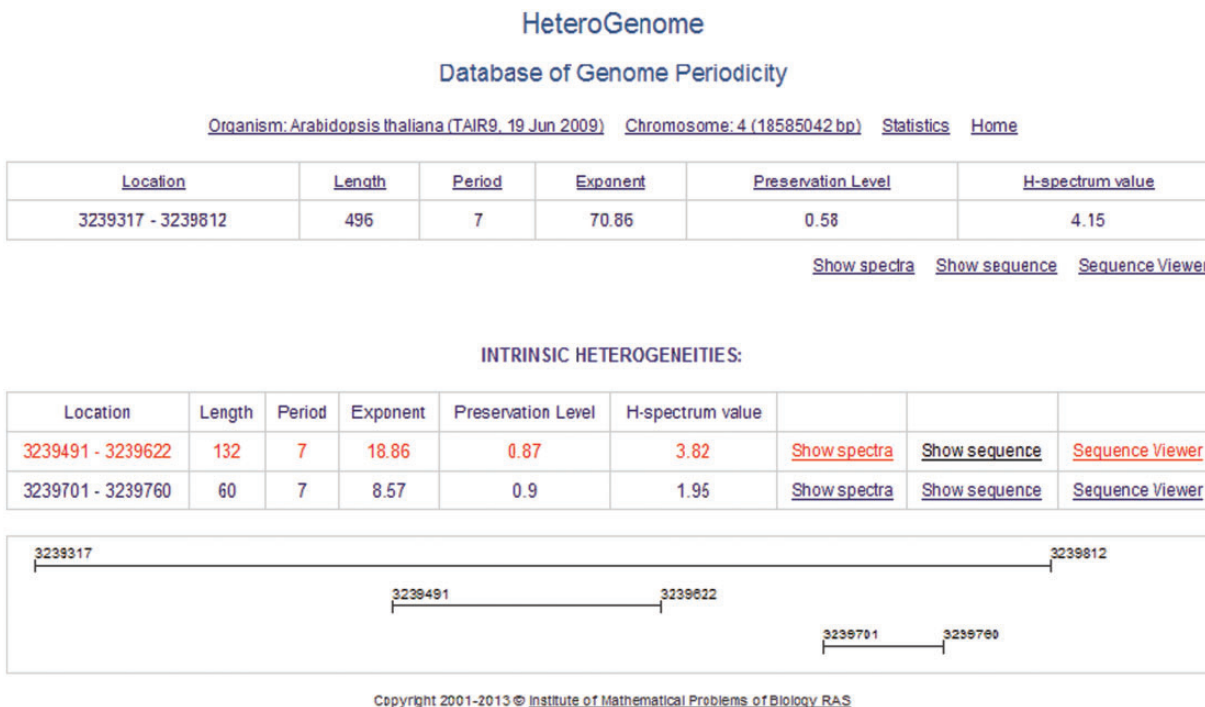 HeteroGenome
Database of Genome Periodicity
Organism: Arabidopsis thaliana (TAIR9, 19 Jun 2009) Chromosome: 4 (18585042 bp) Statistics Home
Location Length Period Exponent Preservation Level H-spectrum value
3239317 - 3239812 496 7 70.86 0.58 4.15
Show spectra Show sequence Sequence Viewer
INTRINSIC HETEROGENEITIES:
Location Length Period Exponent Preservation Level H-spectrum value
3239491 - 3239622 132 7 18.86 0.87 3.82 Show spectra Show sequence Sequence Viewer
3239701 - 3239760 60 7 8.57 0.9 1.95 Show spectra Show sequence Sequence Viewer
3239317 3239812
3239491 3239622
3239701 3239760
Copyright 2001-2013 © Institute of Mathematical Problems of Biology RAS